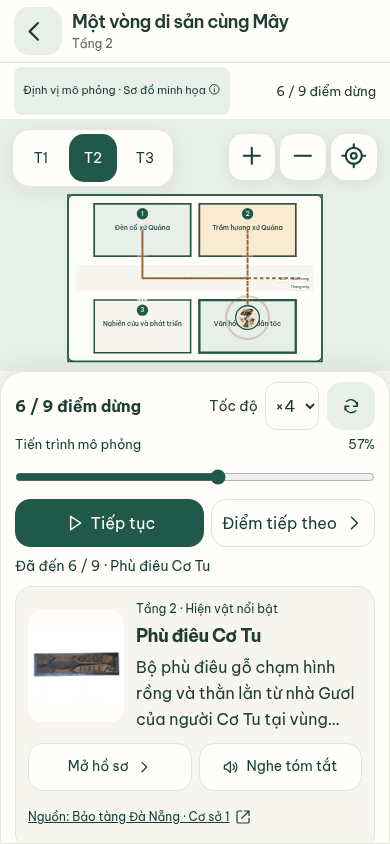 Một vòng di sản cùng Mây
Tầng 2
Định vị mô phỏng · Sơ đồ minh họa ⓘ
6 / 9 điểm dừng
T1 T2 T3
1 2
Đèn cổ xứ Quảng Trầm hương xứ Quảng
Thang máy
3
Nghiên cứu và phát triển Văn hó dân tộc
6 / 9 điểm dừng Tốc độ ×4
Tiến trình mô phỏng 57%
Tiếp tục Điểm tiếp theo
Đã đến 6 / 9 · Phù điêu Cơ Tu
Tầng 2 · Hiện vật nổi bật
Phù điêu Cơ Tu
Bộ phù điêu gỗ chạm hình
rồng và thằn lằn từ nhà Gươl
của người Cơ Tu tại vùng...
Mở hồ sơ Nghe tóm tắt
Nguồn: Bảo tàng Đà Nẵng · Cơ sở 1